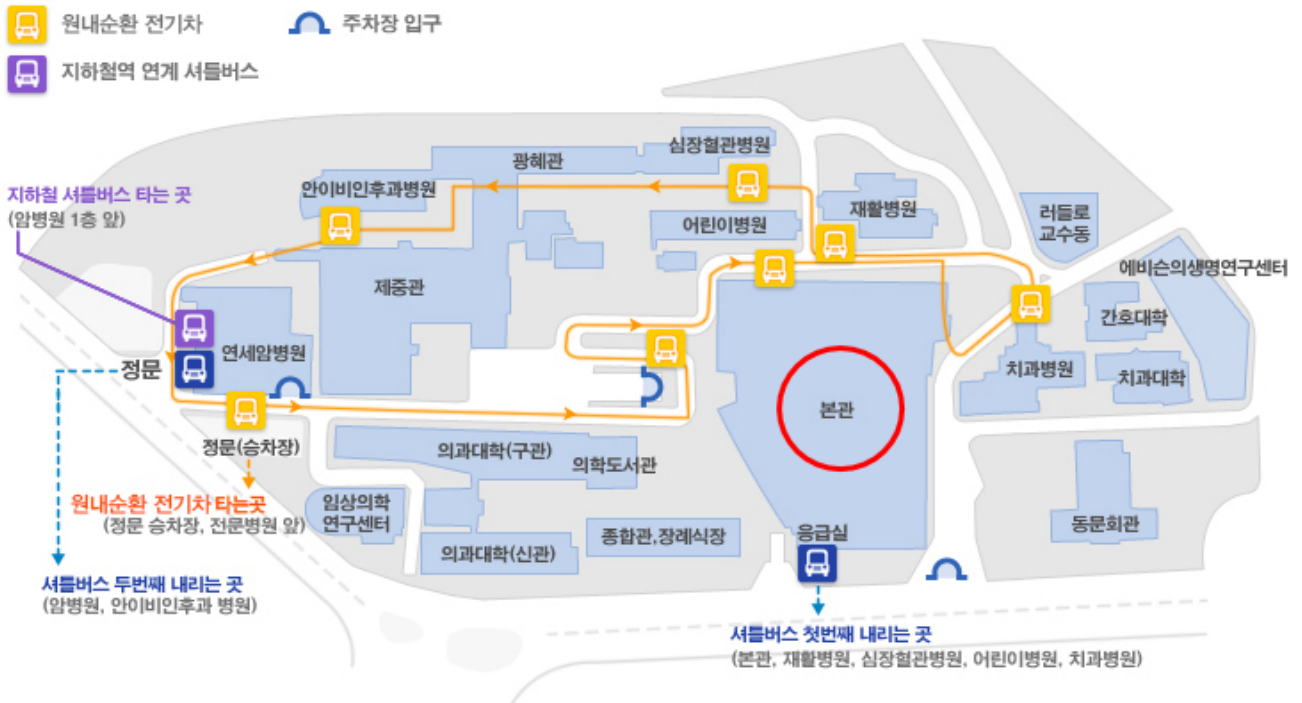 원내순환 전기차
주차장 입구
지하철역 연계 셔틀버스
심장혈관병원
광혜관
안이비인후과병원
지하철 셔틀버스 타는 곳
(암병원 1층 앞)
재활병원
러들로
교수동
어린이병원
에비슨의생명연구센터
제중관
간호대학
연세암병원
정문
치과병원
치과대학
본관
정문(승차장)
의과대학(구관)
의학도서관
원내순환 전기차 타는곳
(정문 승차장, 전문병원 앞)
임상의학
연구센터
동문회관
종합관,장례식장
응급실
의과대학(신관)
셔틀버스 두번째 내리는 곳
(암병원, 안이비인후과 병원)
셔틀버스 첫번째 내리는 곳
(본관, 재활병원, 심장혈관병원, 어린이병원, 치과병원)